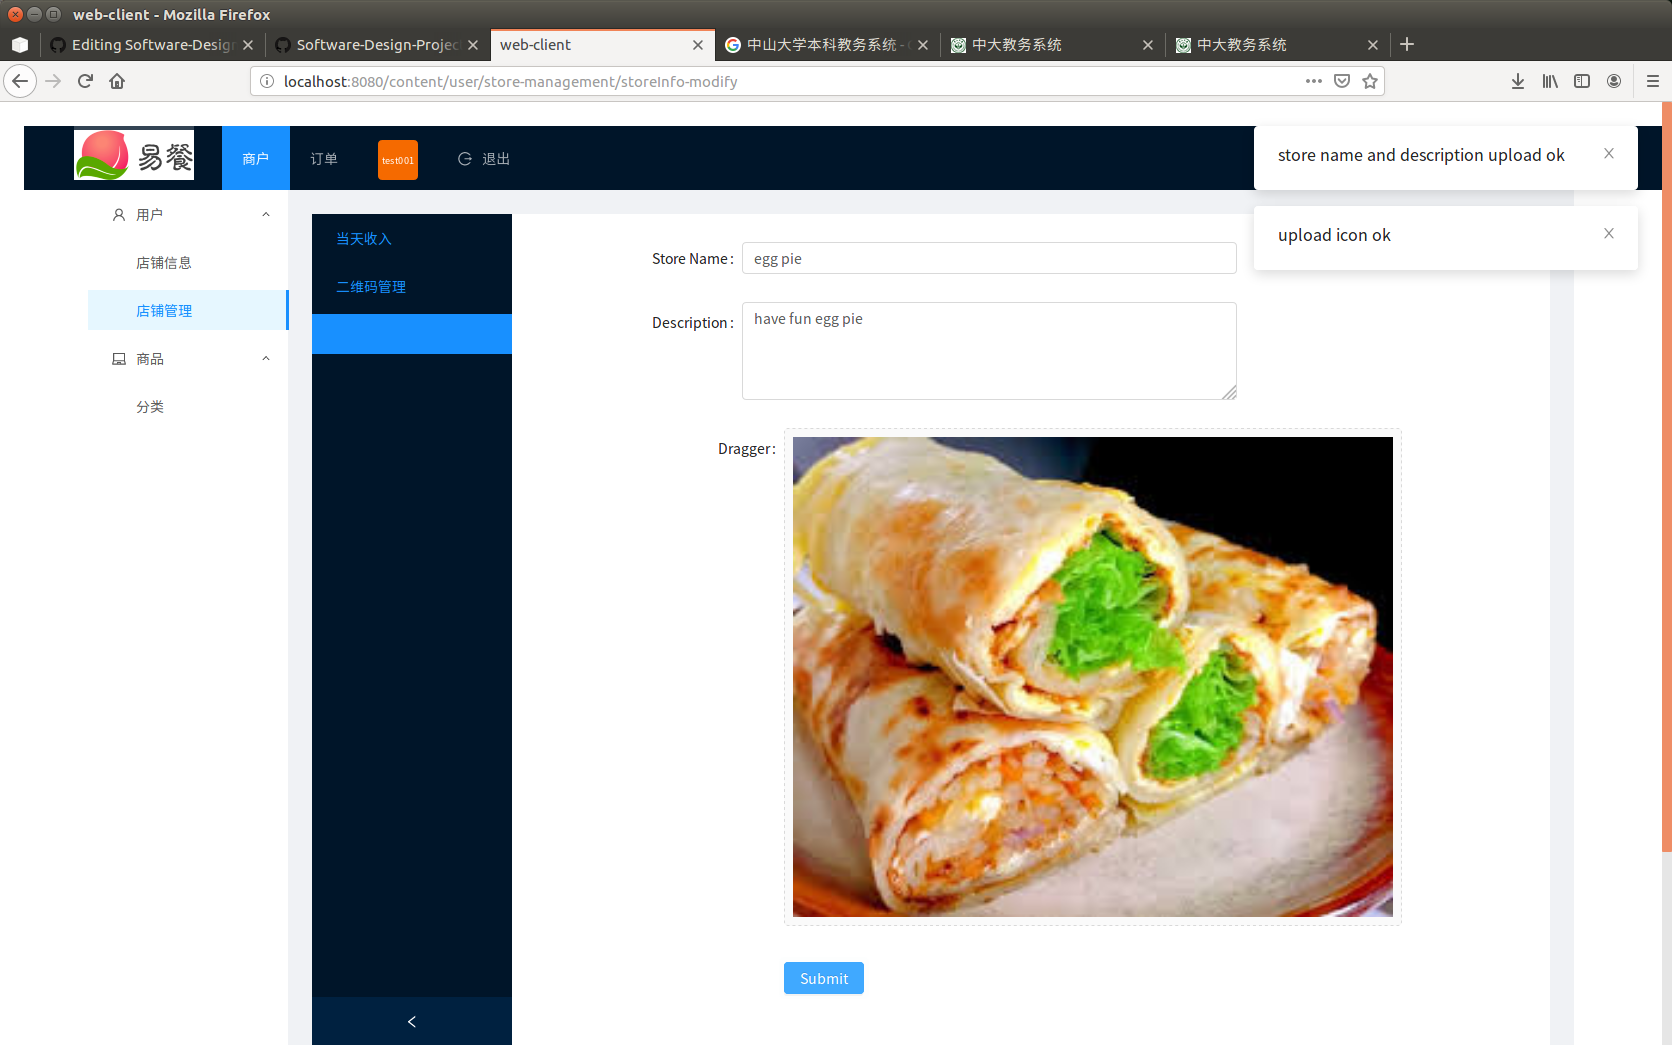 web-client - Mozilla Firefox
Editing Software-Desig
Software-Design-Projec
web-client
中山大学本科教务系统 -
中大教务系统
中大教务系统
localhost:8080/content/user/store-management/storeInfo-modify
易餐
商户
订单
test001
退出
store name and description upload ok
upload icon ok
用户
店铺信息
店铺管理
商品
分类
当天收入
二维码管理
Store Name:
egg pie
Description:
have fun egg pie
Dragger:
Submit